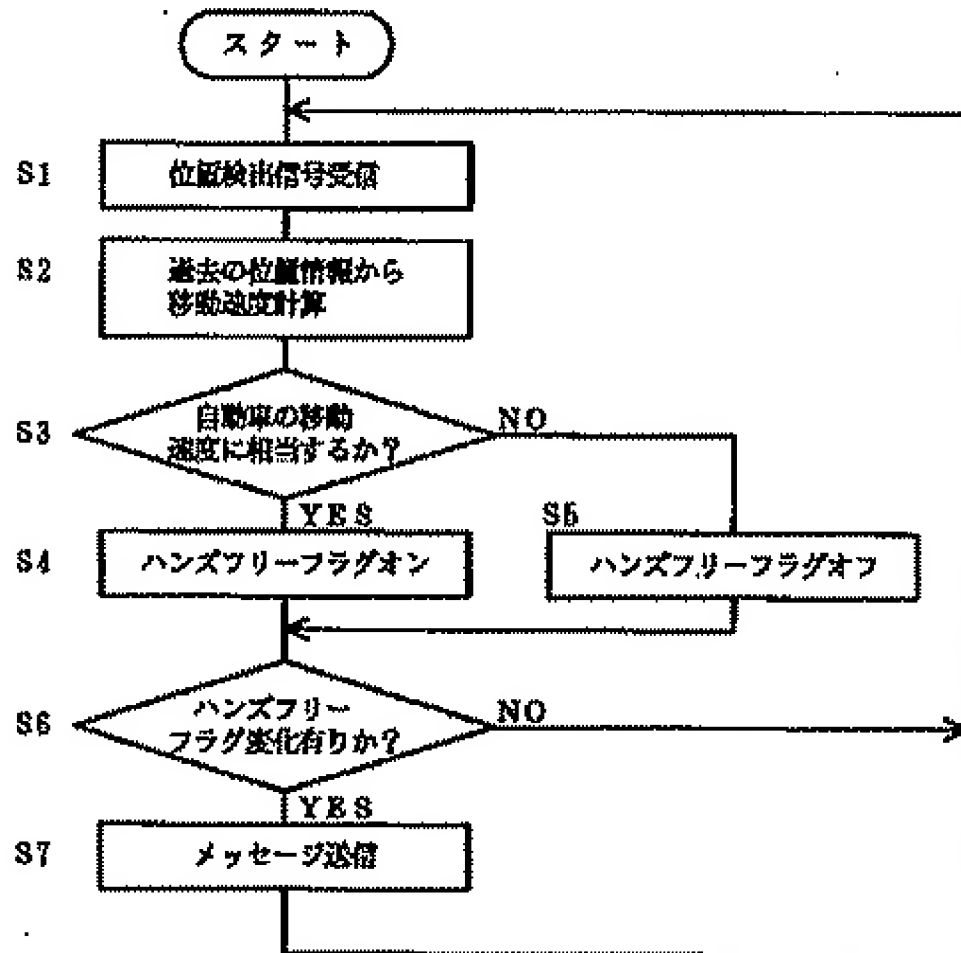 スタート
S1
位置検出信号受信
S2
過去の位置情報から
移動速度計算
S3
自動車の移動
速度に相当するか？
NO
YES
S4
ハンズフリーフラグオン
S5
ハンズフリーフラグオフ
S6
ハンズフリー
フラグ変化有りか？
NO
YES
S7
メッセージ送信